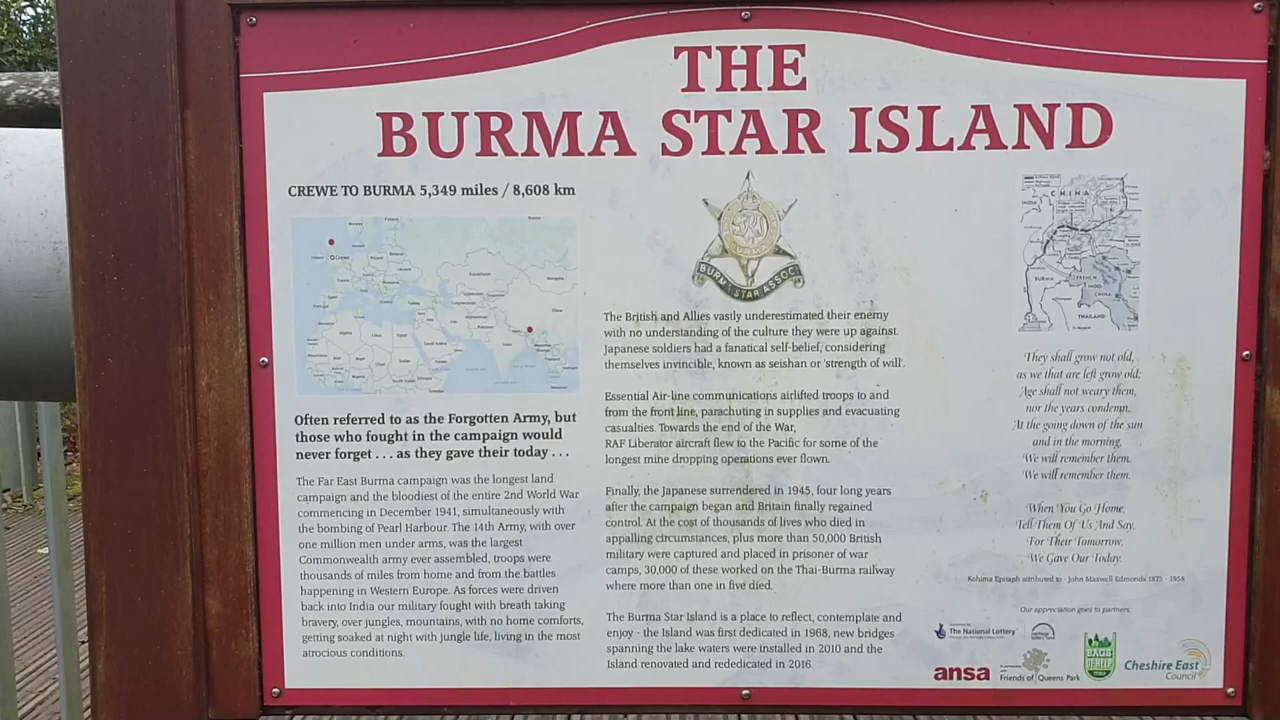 THE
BURMA STAR ISLAND
CREWE TO BURMA 5,349 miles / 8,608 km
Often referred to as the Forgotten Army, but
those who fought in the campaign would
never forget . . . as they gave their today . . .
The Far East Burma campaign was the longest land
campaign and the bloodiest of the entire 2nd World War
commencing in December 1941, simultaneously with
the bombing of Pearl Harbour. The 14th Army, with over
one million men under arms, was the largest
Commonwealth army ever assembled, troops were
thousands of miles from home and from the battles
happening in Western Europe. As forces were driven
back into India our military fought with breath taking
bravery, over jungles, mountains, with no home comforts,
getting soaked at night with jungle life, living in the most
atrocious conditions.
BURMA STAR ASSOC
The British and Allies vastly underestimated their enemy
with no understanding of the culture they were up against.
Japanese soldiers had a fanatical self-belief, considering
themselves invincible, known as seishan or 'strength of will'.
Essential Air-line communications airlifted troops to and
from the front line, parachuting in supplies and evacuating
casualties. Towards the end of the War,
RAF Liberator aircraft flew to the Pacific for some of the
longest mine dropping operations ever flown.
Finally, the Japanese surrendered in 1945, four long years
after the campaign began and Britain finally regained
control. At the cost of thousands of lives who died in
appalling circumstances, plus more than 50,000 British
military were captured and placed in prisoner of war
camps, 30,000 of these worked on the Thai-Burma railway
where more than one in five died.
The Burma Star Island is a place to reflect, contemplate and
enjoy - the Island was first dedicated in 1968, new bridges
spanning the lake waters were installed in 2010 and the
Island renovated and rededicated in 2016.
CHINA
INDIA
BURMA
FRENCH
INDO
CHINA
THAILAND
They shall grow not old,
as we that are left grow old;
Age shall not weary them,
nor the years condemn.
At the going down of the sun
and in the morning,
We will remember them.
We will remember them.
When You Go Home,
Tell Them Of Us And Say,
For Their Tomorrow,
We Gave Our Today.
Kohima Epitaph attributed to - John Maxwell Edmonds 1875 - 1958
Our appreciation goes to partners:
The National Lottery
heritage
lottery fund
ansa
Friends of Queens Park
BAGS
OF HELP
Cheshire East
Council